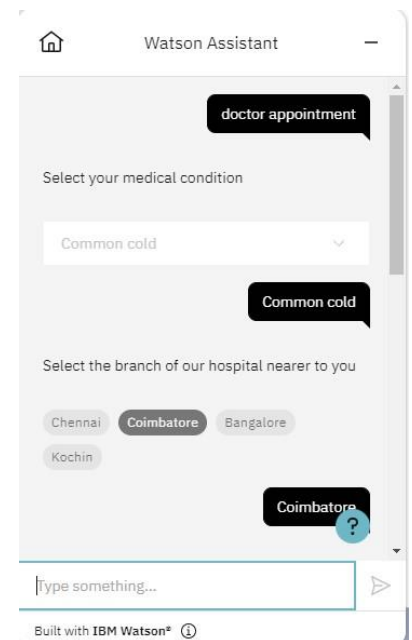 Watson Assistant
doctor appointment
Select your medical condition
Common cold
Common cold
Select the branch of our hospital nearer to you
Chennai Coimbatore Bangalore
Kochin
Coimbatore
?
Type something...
Built with IBM Watson®